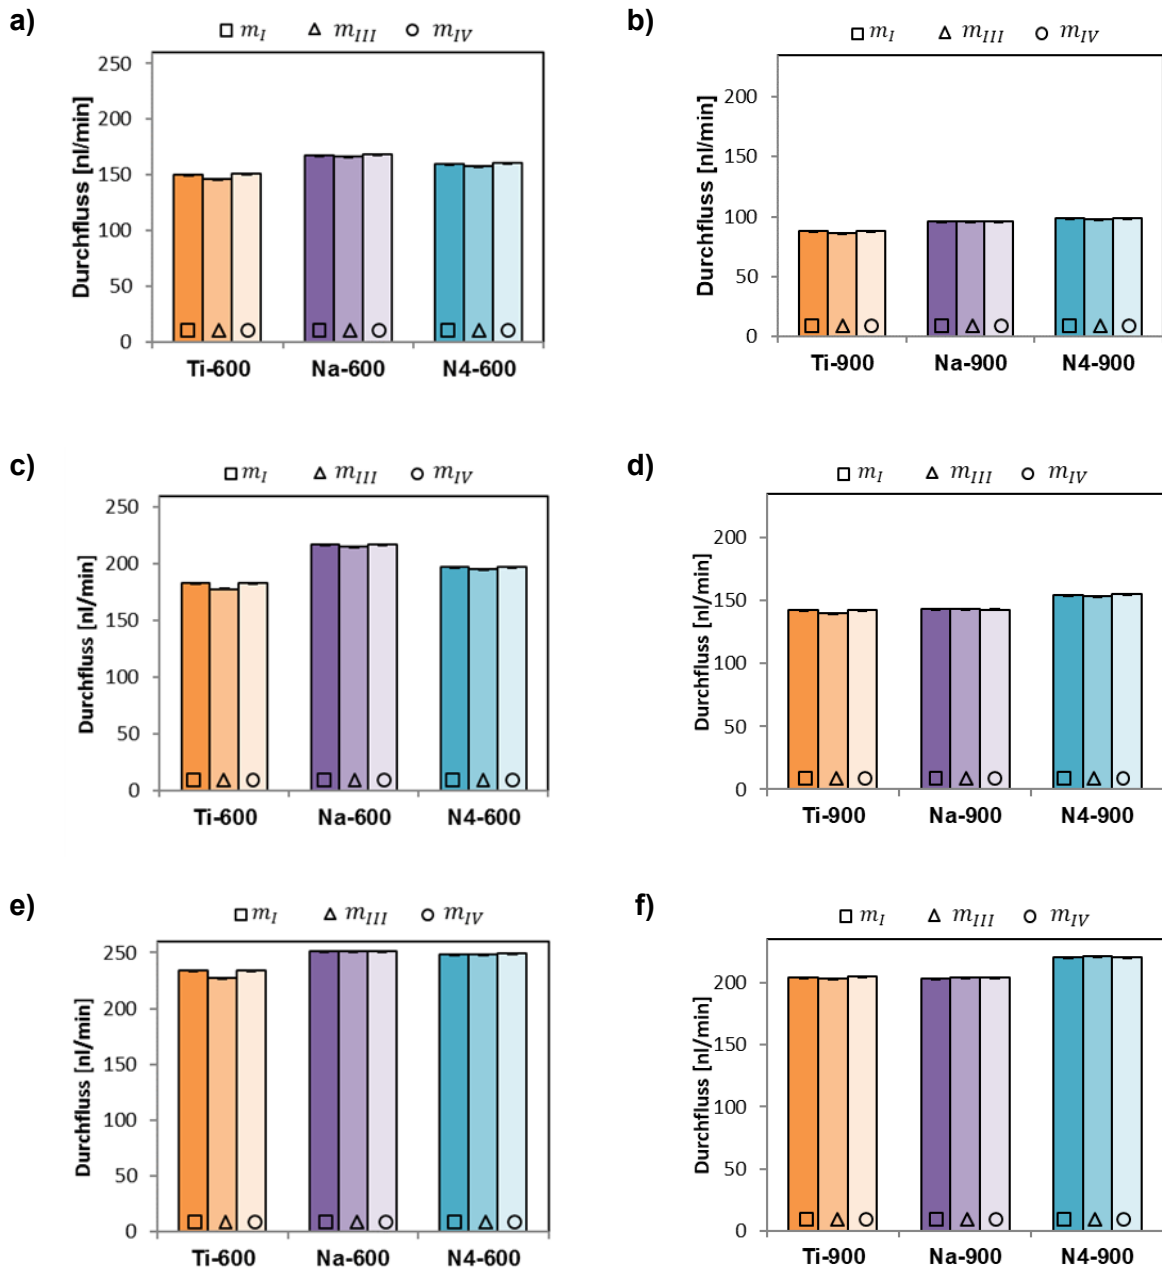 a)
□ m_I △ m_III ○ m_IV
Durchfluss [nl/min]
250
200
150
100
50
0
Ti-600 Na-600 N4-600
b)
□ m_I △ m_III ○ m_IV
Durchfluss [nl/min]
200
150
100
50
0
Ti-900 Na-900 N4-900
c)
□ m_I △ m_III ○ m_IV
Durchfluss [nl/min]
250
200
150
100
50
0
Ti-600 Na-600 N4-600
d)
□ m_I △ m_III ○ m_IV
Durchfluss [nl/min]
200
150
100
50
0
Ti-900 Na-900 N4-900
e)
□ m_I △ m_III ○ m_IV
Durchfluss [nl/min]
250
200
150
100
50
0
Ti-600 Na-600 N4-600
f)
□ m_I △ m_III ○ m_IV
Durchfluss [nl/min]
200
150
100
50
0
Ti-900 Na-900 N4-900